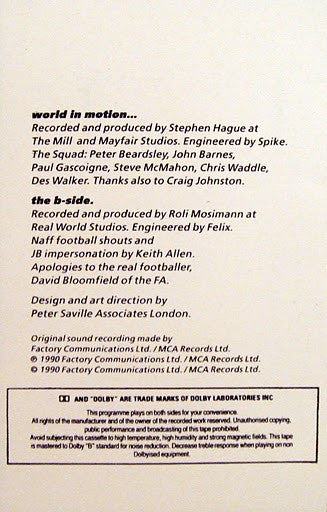 world in motion...
Recorded and produced by Stephen Hague at
The Mill and Mayfair Studios. Engineered by Spike.
The Squad: Peter Beardsley, John Barnes,
Paul Gascoigne, Steve McMahon, Chris Waddle,
Des Walker. Thanks also to Craig Johnston.
the b-side.
Recorded and produced by Roli Mosimann at
Real World Studios. Engineered by Felix.
Naff football shouts and
JB impersonation by Keith Allen.
Apologies to the real footballer,
David Bloomfield of the FA.
Design and art direction by
Peter Saville Associates London.
Original sound recording made by
Factory Communications Ltd. / MCA Records Ltd.
℗ 1990 Factory Communications Ltd. / MCA Records Ltd.
© 1990 Factory Communications Ltd. / MCA Records Ltd.
AND "DOLBY" ARE TRADE MARKS OF DOLBY LABORATORIES INC
This programme plays on both sides for your convenience.
All rights of the manufacturer and of the owner of the recorded work reserved. Unauthorised copying,
public performance and broadcasting of this tape prohibited.
Avoid subjecting this cassette to high temperature, high humidity and strong magnetic fields. This tape
is mastered to Dolby "B" standard for noise reduction. Decrease treble response when playing on non
Dolbyised equipment.